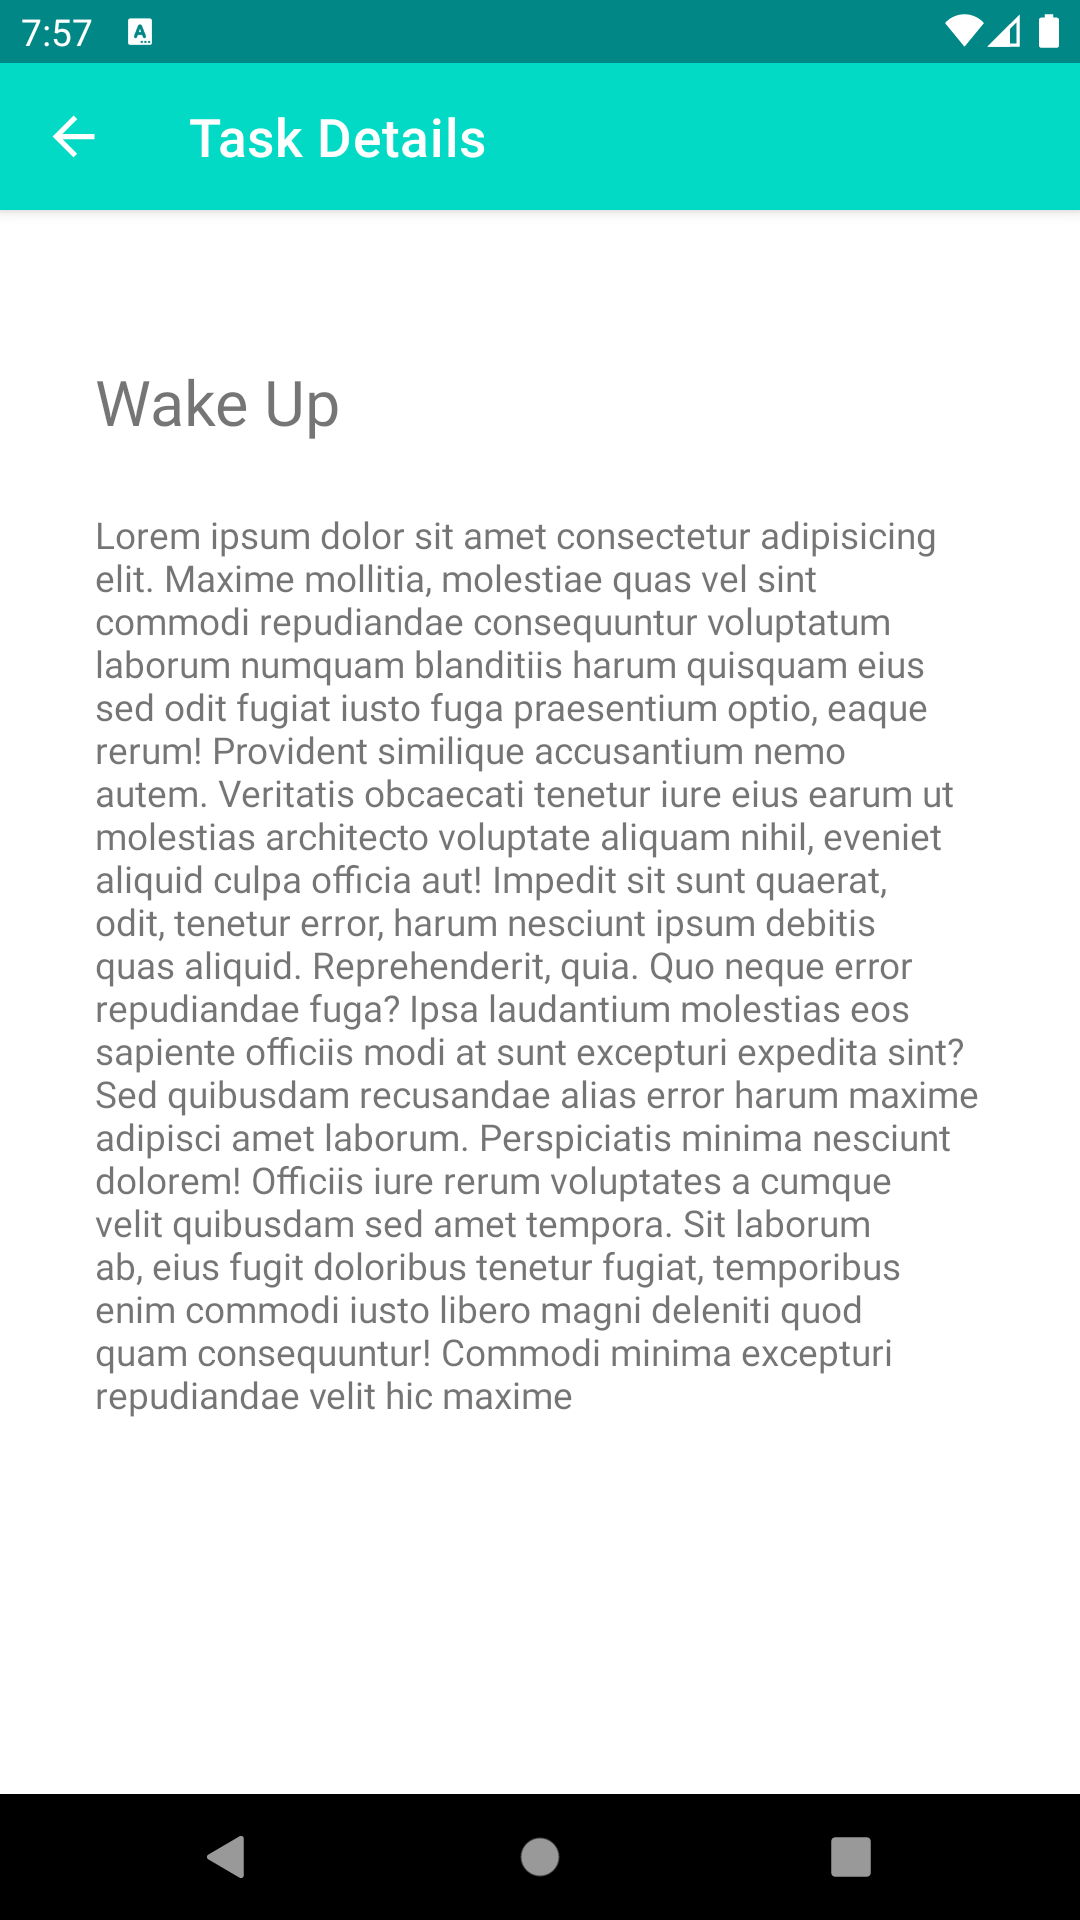 7:57
A
Task Details
Wake Up
Lorem ipsum dolor sit amet consectetur adipisicing
elit. Maxime mollitia, molestiae quas vel sint
commodi repudiandae consequuntur voluptatum
laborum numquam blanditiis harum quisquam eius
sed odit fugiat iusto fuga praesentium optio, eaque
rerum! Provident similique accusantium nemo
autem. Veritatis obcaecati tenetur iure eius earum ut
molestias architecto voluptate aliquam nihil, eveniet
aliquid culpa officia aut! Impedit sit sunt quaerat,
odit, tenetur error, harum nesciunt ipsum debitis
quas aliquid. Reprehenderit, quia. Quo neque error
repudiandae fuga? Ipsa laudantium molestias eos
sapiente officiis modi at sunt excepturi expedita sint?
Sed quibusdam recusandae alias error harum maxime
adipisci amet laborum. Perspiciatis minima nesciunt
dolorem! Officiis iure rerum voluptates a cumque
velit quibusdam sed amet tempora. Sit laborum
ab, eius fugit doloribus tenetur fugiat, temporibus
enim commodi iusto libero magni deleniti quod
quam consequuntur! Commodi minima excepturi
repudiandae velit hic maxime